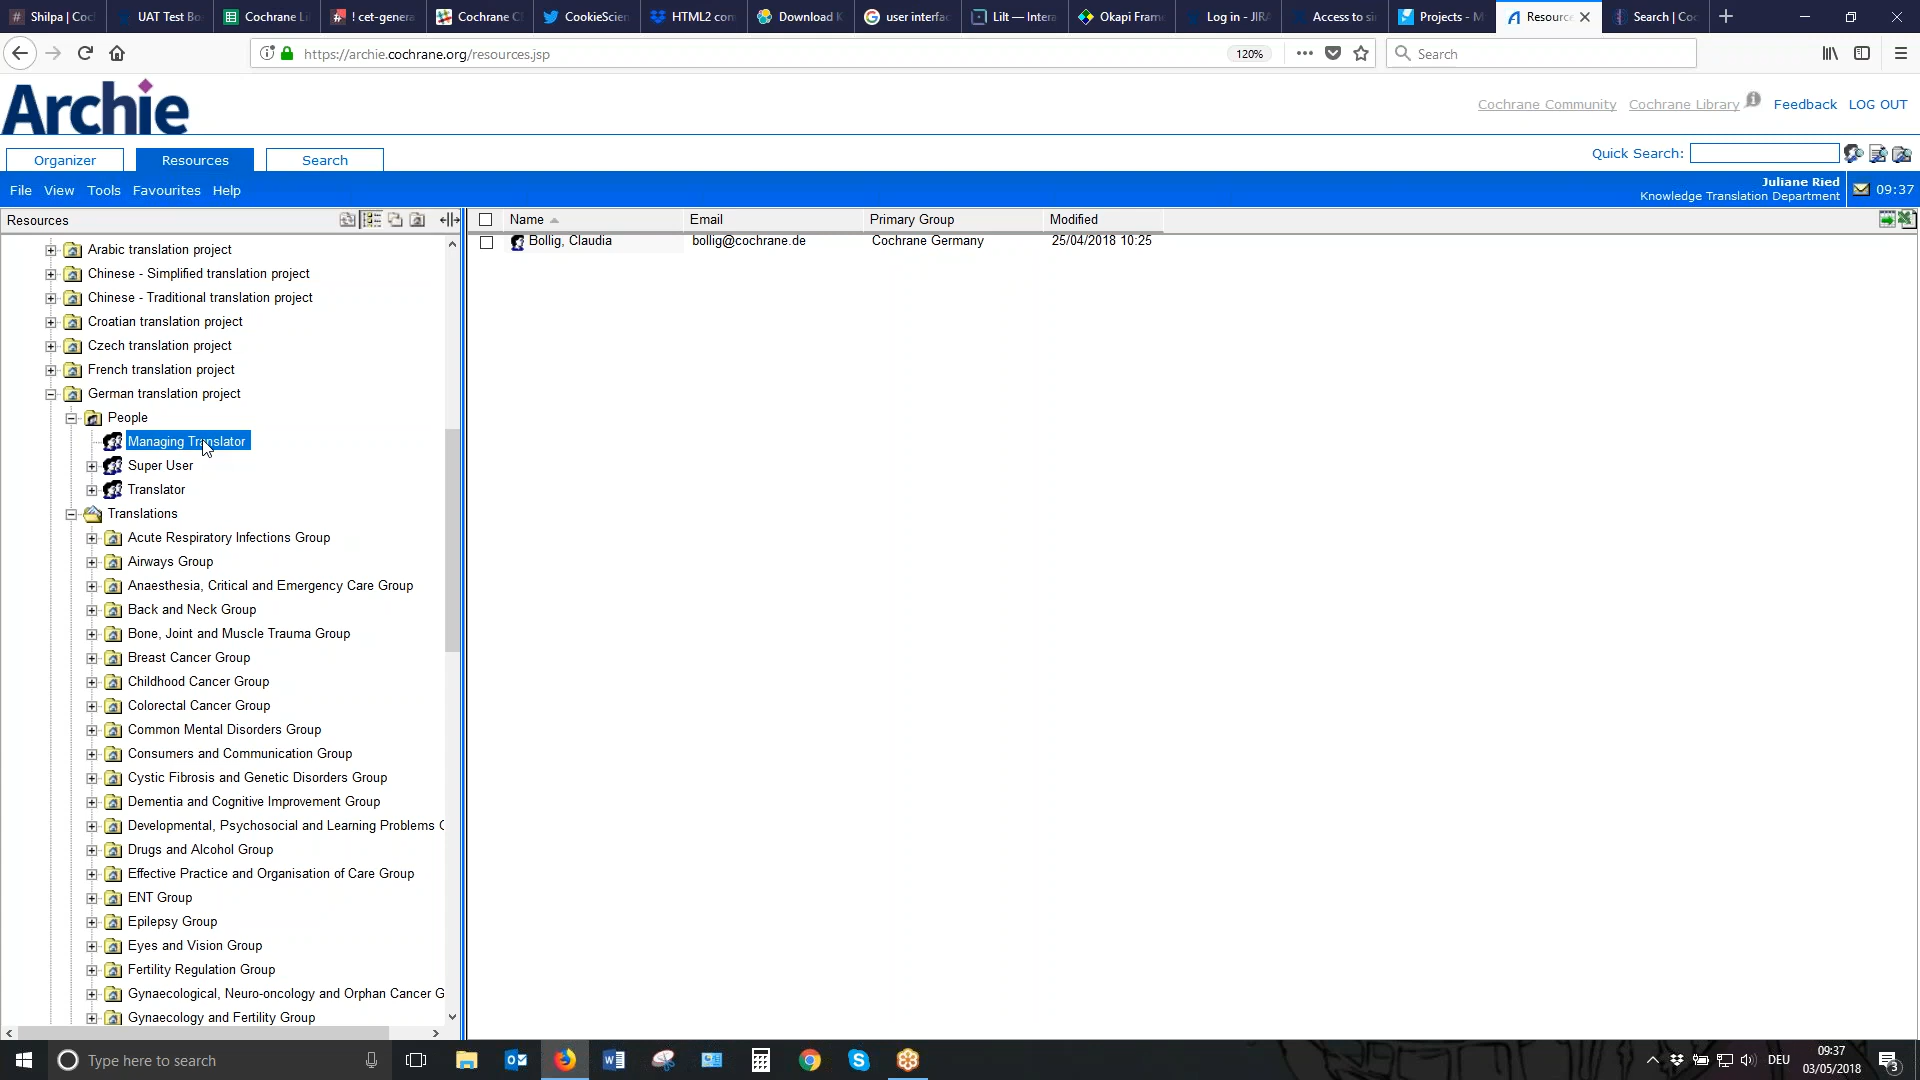 Shilpa | Coc
UAT Test Bo
Cochrane Li
! cet-genera
Cochrane C
CookieScien
HTML2 con
Download K
user interfac
Lilt — Intera
Okapi Fram
Log in - JIRA
Access to si
Projects - M
Resource
Search | Coc
https://archie.cochrane.org/resources.jsp
120%
Search
Archie
Cochrane Community
Cochrane Library
Feedback
LOG OUT
Organizer
Resources
Search
Quick Search:
File
View
Tools
Favourites
Help
Juliane Ried
Knowledge Translation Department
09:37
Resources
Name
Email
Primary Group
Modified
Bollig, Claudia
bollig@cochrane.de
Cochrane Germany
25/04/2018 10:25
Arabic translation project
Chinese - Simplified translation project
Chinese - Traditional translation project
Croatian translation project
Czech translation project
French translation project
German translation project
People
Managing Translator
Super User
Translator
Translations
Acute Respiratory Infections Group
Airways Group
Anaesthesia, Critical and Emergency Care Group
Back and Neck Group
Bone, Joint and Muscle Trauma Group
Breast Cancer Group
Childhood Cancer Group
Colorectal Cancer Group
Common Mental Disorders Group
Consumers and Communication Group
Cystic Fibrosis and Genetic Disorders Group
Dementia and Cognitive Improvement Group
Developmental, Psychosocial and Learning Problems G
Drugs and Alcohol Group
Effective Practice and Organisation of Care Group
ENT Group
Epilepsy Group
Eyes and Vision Group
Fertility Regulation Group
Gynaecological, Neuro-oncology and Orphan Cancer G
Gynaecology and Fertility Group
Type here to search
DEU
09:37
03/05/2018
3